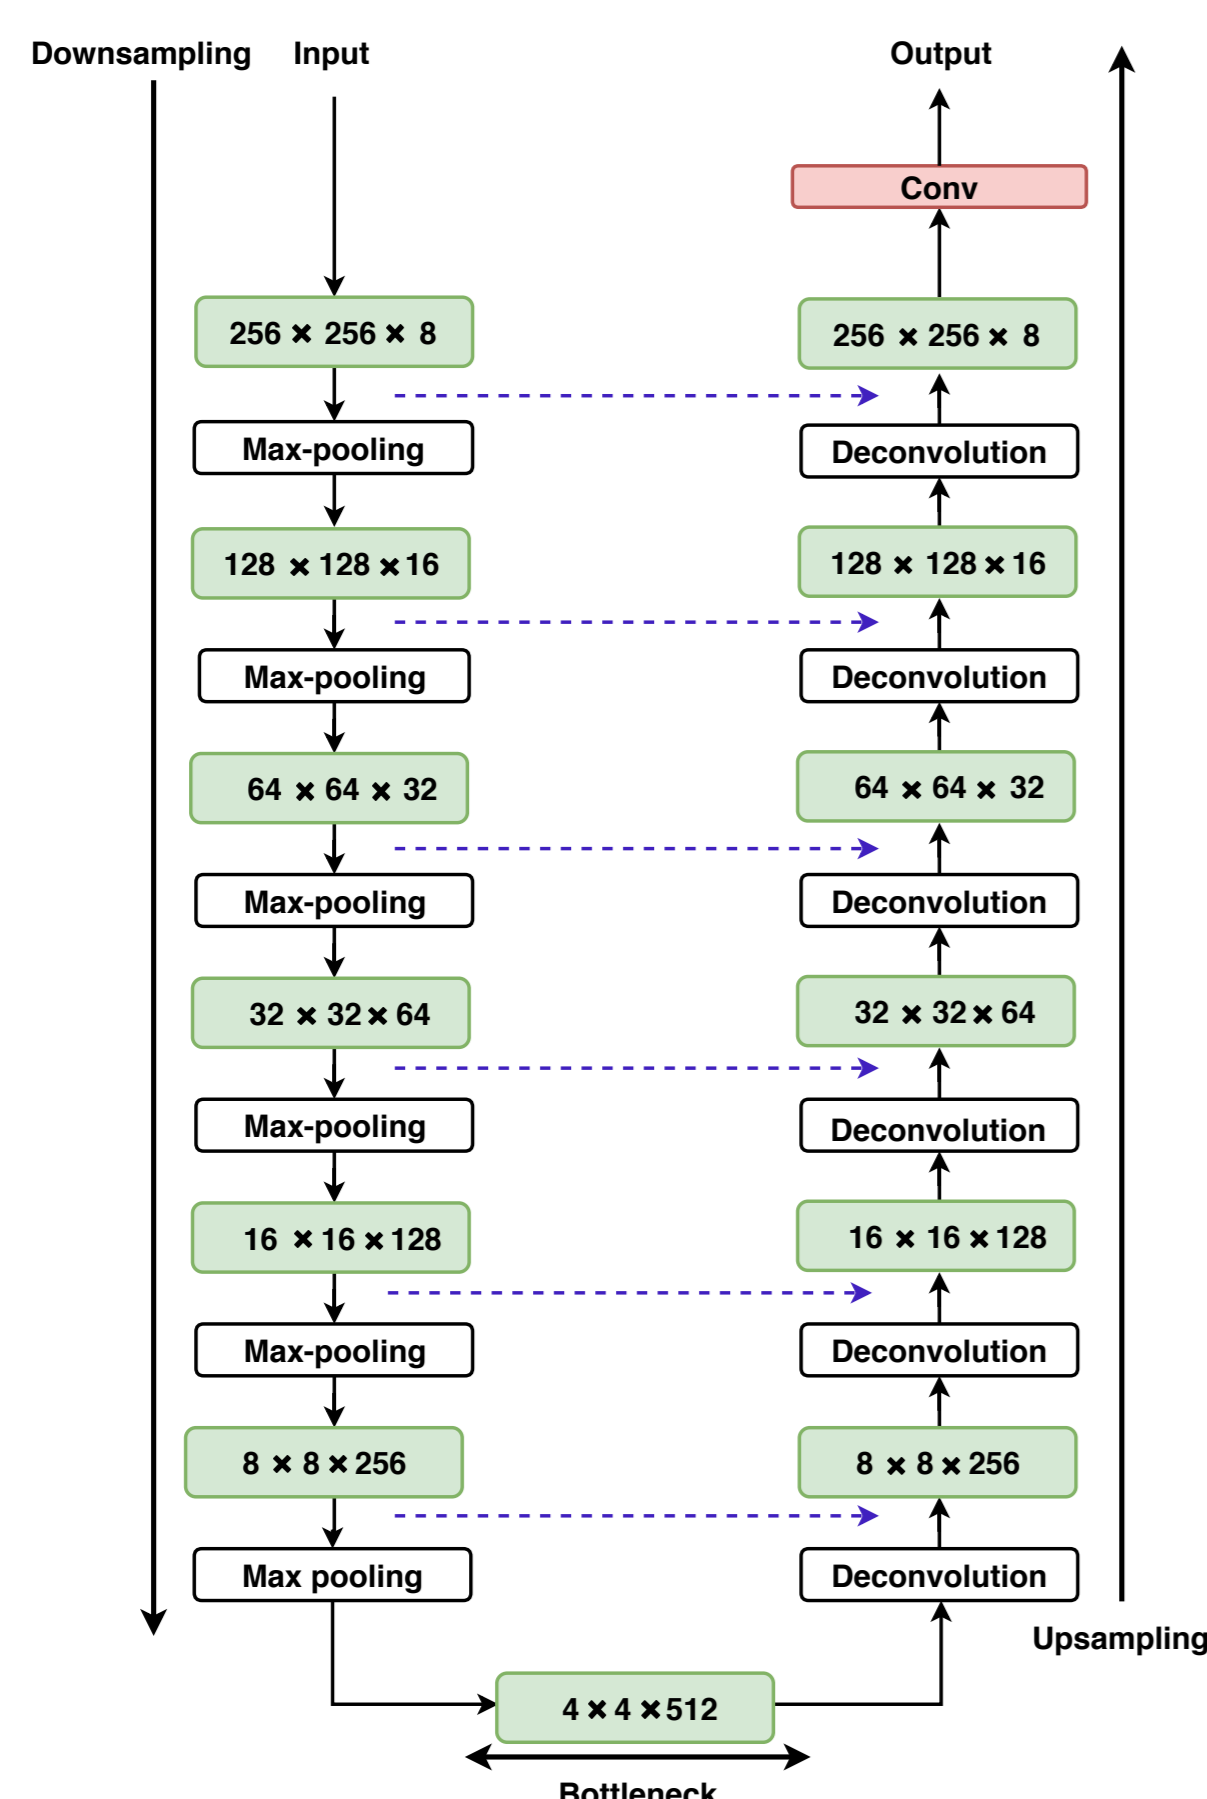 Downsampling Input Output
Conv
256 × 256 × 8 256 × 256 × 8
Max-pooling Deconvolution
128 × 128 × 16 128 × 128 × 16
Max-pooling Deconvolution
64 × 64 × 32 64 × 64 × 32
Max-pooling Deconvolution
32 × 32 × 64 32 × 32 × 64
Max-pooling Deconvolution
16 × 16 × 128 16 × 16 × 128
Max-pooling Deconvolution
8 × 8 × 256 8 × 8 × 256
Max pooling Deconvolution
Upsampling
4 × 4 × 512
Bottleneck